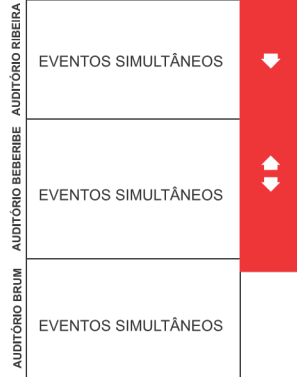 AUDITÓRIO RIBEIRA
EVENTOS SIMULTÂNEOS
AUDITÓRIO BEBERIBE
EVENTOS SIMULTÂNEOS
AUDITÓRIO BRUM
EVENTOS SIMULTÂNEOS